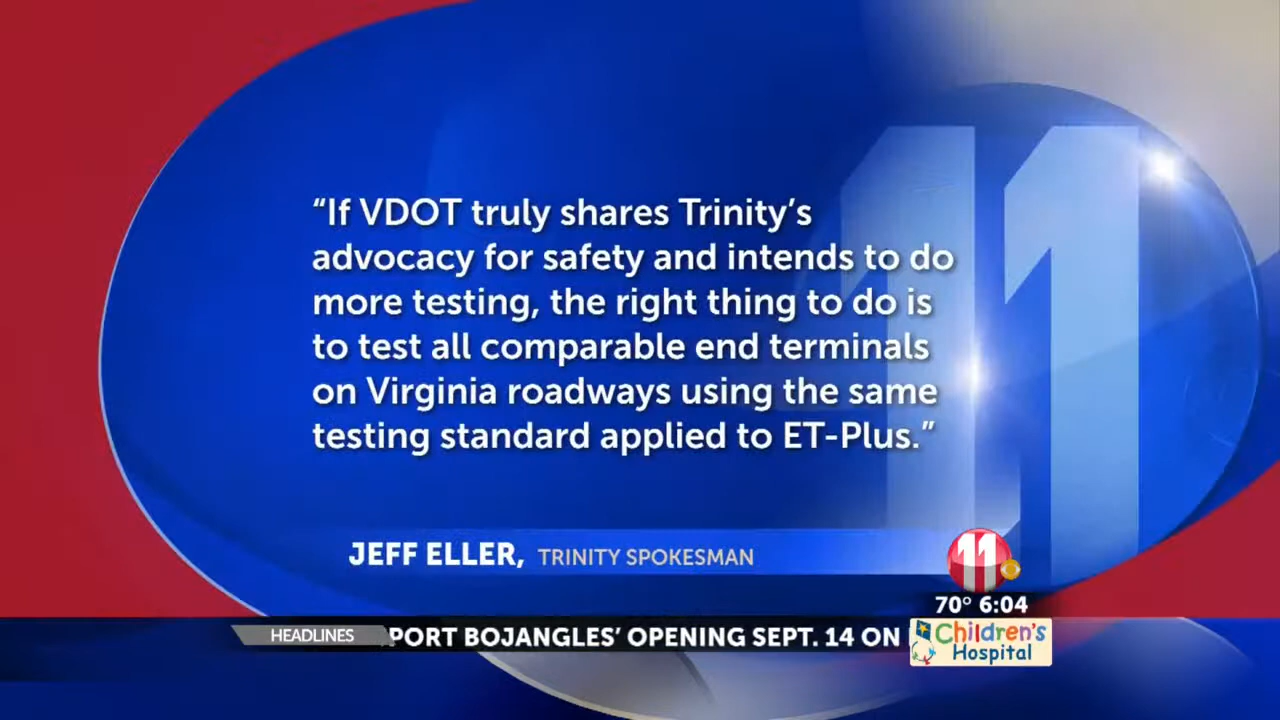 “If VDOT truly shares Trinity’s
advocacy for safety and intends to do
more testing, the right thing to do is
to test all comparable end terminals
on Virginia roadways using the same
testing standard applied to ET-Plus.”
JEFF ELLER, TRINITY SPOKESMAN
11
11
70° 6:04
HEADLINES PORT BOJANGLES’ OPENING SEPT. 14 ON
Children's
Hospital